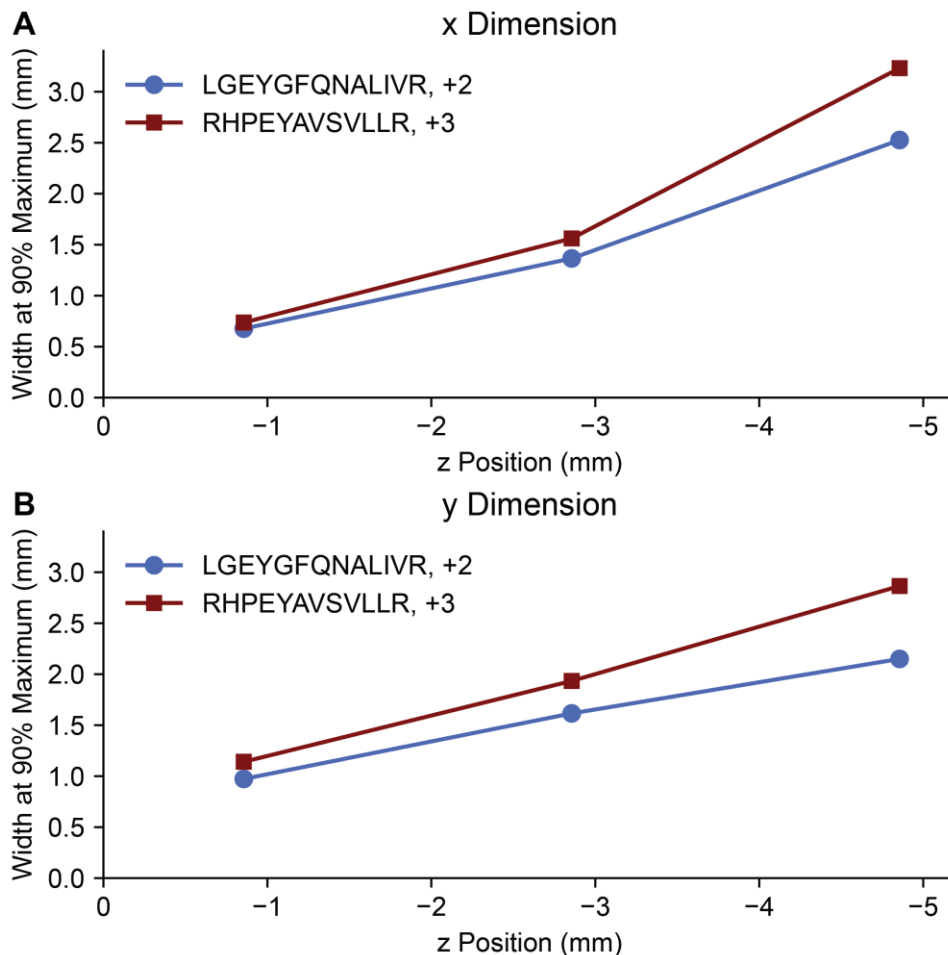 A
x Dimension
Width at 90% Maximum (mm)
3.0
2.5
2.0
1.5
1.0
0.5
0.0
LGEYGFQNALIVR, +2
RHPEYAVSVLLR, +3
0 −1 −2 −3 −4 −5
z Position (mm)
B
y Dimension
Width at 90% Maximum (mm)
3.0
2.5
2.0
1.5
1.0
0.5
0.0
LGEYGFQNALIVR, +2
RHPEYAVSVLLR, +3
0 −1 −2 −3 −4 −5
z Position (mm)